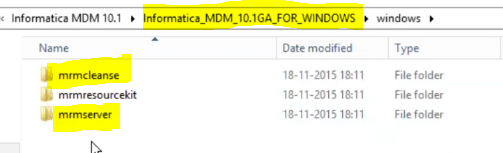 « Informatica MDM 10.1 ▸ Informatica_MDM_10.1GA_FOR_WINDOWS ▸ windows ▸
Name Date modified Type
mrmcleanse 18-11-2015 18:11 File folder
mrmresourcekit 18-11-2015 18:11 File folder
mrmserver 18-11-2015 18:11 File folder